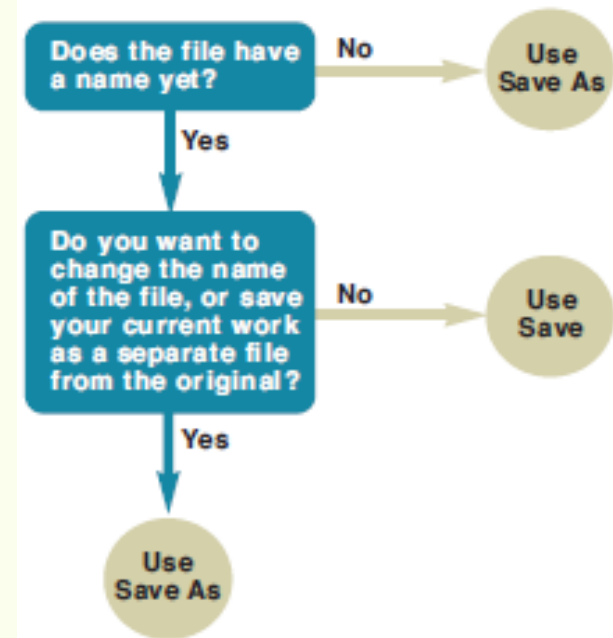 Does the file have
a name yet?
No
Use
Save As
Yes
Do you want to
change the name
of the file, or save
your current work
as a separate file
from the original?
No
Use
Save
Yes
Use
Save As